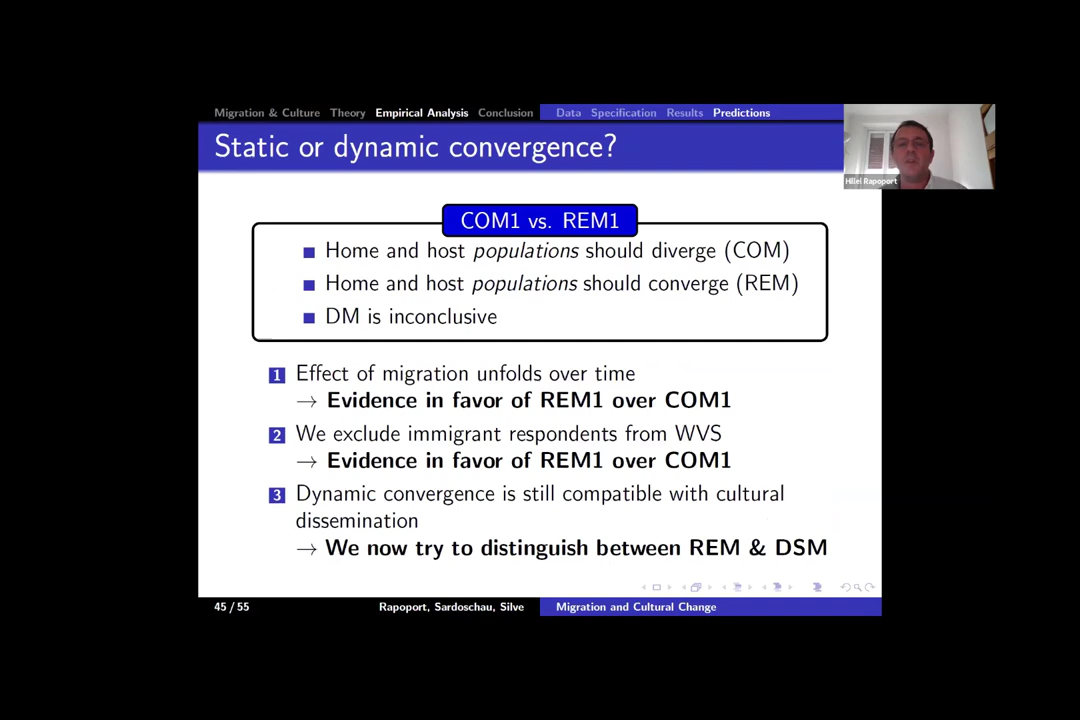 Migration & Culture Theory Empirical Analysis Conclusion Data Specification Results Predictions
Static or dynamic convergence?
Hillel Rapoport
COM1 vs. REM1
Home and host populations should diverge (COM)
Home and host populations should converge (REM)
DM is inconclusive
1 Effect of migration unfolds over time
→ Evidence in favor of REM1 over COM1
2 We exclude immigrant respondents from WVS
→ Evidence in favor of REM1 over COM1
3 Dynamic convergence is still compatible with cultural
dissemination
→ We now try to distinguish between REM & DSM
45 / 55 Rapoport, Sardoschau, Silve Migration and Cultural Change